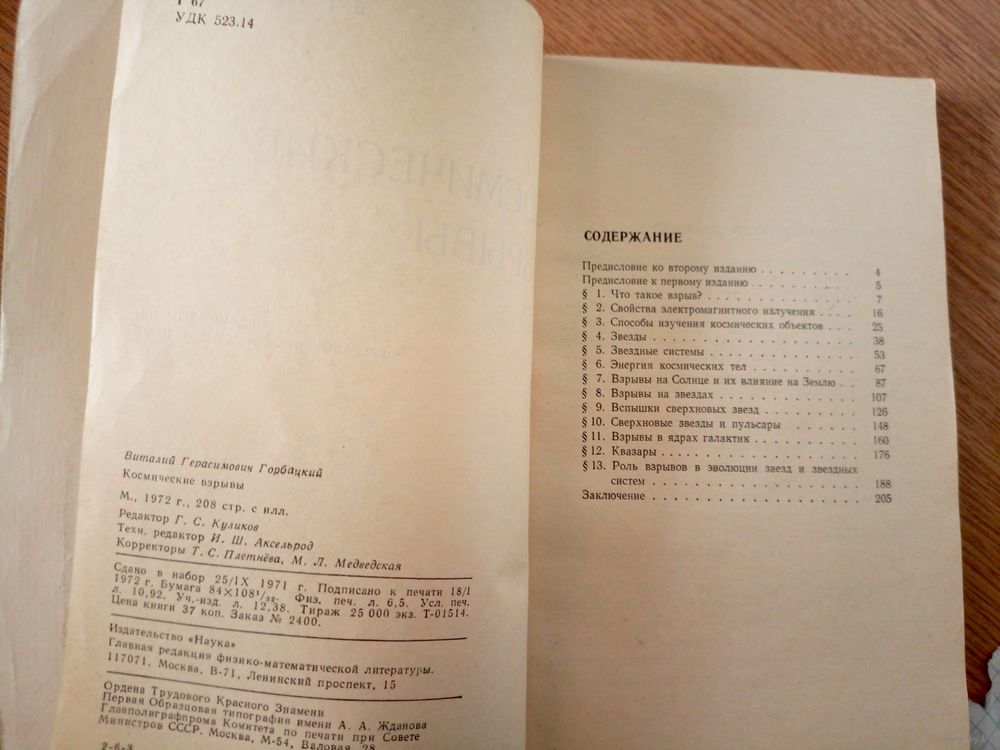 Г 67
УДК 523.14
КОСМИЧЕСКИЕ
ВЗРЫВЫ
Виталий Герасимович Горбацкий
Космические взрывы
М., 1972 г., 208 стр. с илл.
Редактор Г. С. Куликов
Техн. редактор И. Ш. Аксельрод
Корректоры Т. С. Плетнёва, М. Л. Медведская
Сдано в набор 25/IX 1971 г. Подписано к печати 18/I
1972 г. Бумага 84×108¹/₃₂. Физ. печ. л. 6,5. Усл. печ.
л. 10,92. Уч.-изд. л. 12,38. Тираж 25 000 экз. Т-01514.
Цена книги 37 коп. Заказ № 2400.
Издательство «Наука»
Главная редакция физико-математической литературы.
117071, Москва, В-71, Ленинский проспект, 15
Ордена Трудового Красного Знамени
Первая Образцовая типография имени А. А. Жданова
Главполиграфпрома Комитета по печати при Совете
Министров СССР. Москва, М-54, Валовая, 28
2-6-3
СОДЕРЖАНИЕ
Предисловие ко второму изданию . . . . . . . . 4
Предисловие к первому изданию . . . . . . . . 5
§ 1. Что такое взрыв? . . . . . . . . . . . . 7
§ 2. Свойства электромагнитного излучения . . . . 16
§ 3. Способы изучения космических объектов . . . 25
§ 4. Звезды . . . . . . . . . . . . . . . . . 38
§ 5. Звездные системы . . . . . . . . . . . . 53
§ 6. Энергия космических тел . . . . . . . . . 67
§ 7. Взрывы на Солнце и их влияние на Землю . . 87
§ 8. Взрывы на звездах . . . . . . . . . . . . 107
§ 9. Вспышки сверхновых звезд . . . . . . . . 126
§ 10. Сверхновые звезды и пульсары . . . . . . 148
§ 11. Взрывы в ядрах галактик . . . . . . . . . 160
§ 12. Квазары . . . . . . . . . . . . . . . . 176
§ 13. Роль взрывов в эволюции звезд и звездных
систем . . . . . . . . . . . . . . . . . 188
Заключение . . . . . . . . . . . . . . . . . 205